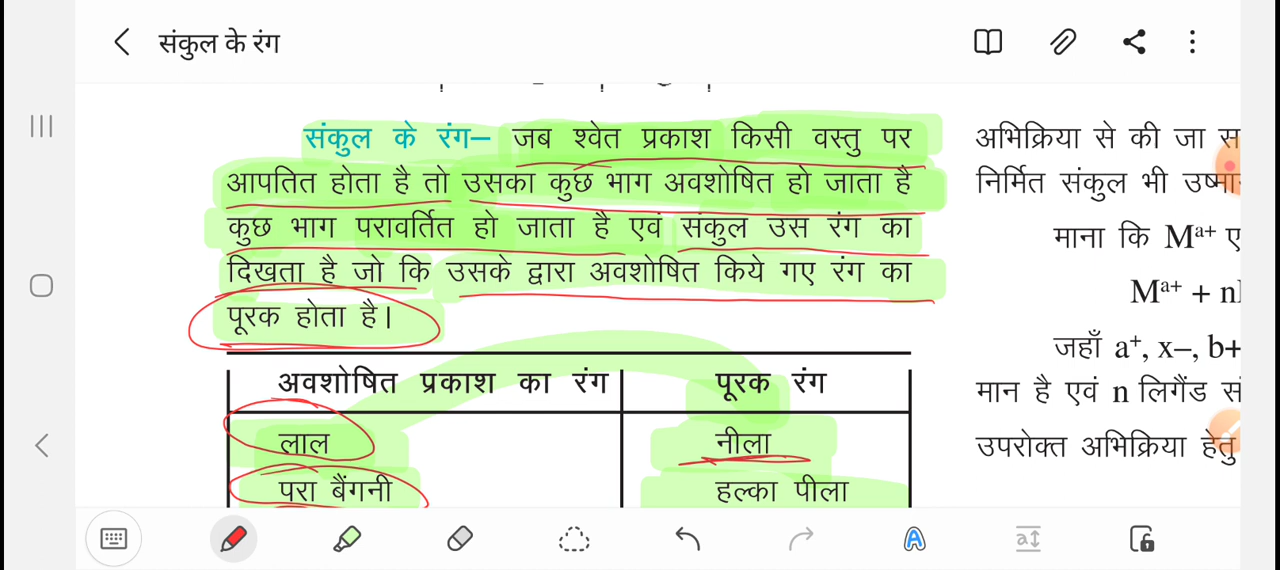 संकुल के रंग
संकुल के रंग– जब श्वेत प्रकाश किसी वस्तु पर
आपतित होता है तो उसका कुछ भाग अवशोषित हो जाता है
कुछ भाग परावर्तित हो जाता है एवं संकुल उस रंग का
दिखता है जो कि उसके द्वारा अवशोषित किये गए रंग का
पूरक होता है।
अवशोषित प्रकाश का रंग पूरक रंग
लाल नीला
परा बैंगनी हल्का पीला
अभिक्रिया से की जा
निर्मित संकुल भी
माना कि Mᵃ⁺
Mᵃ⁺ +
जहाँ a⁺, x–, b+
मान है एवं n लिगैंड
उपरोक्त अभिक्रिया हेतु
A
a